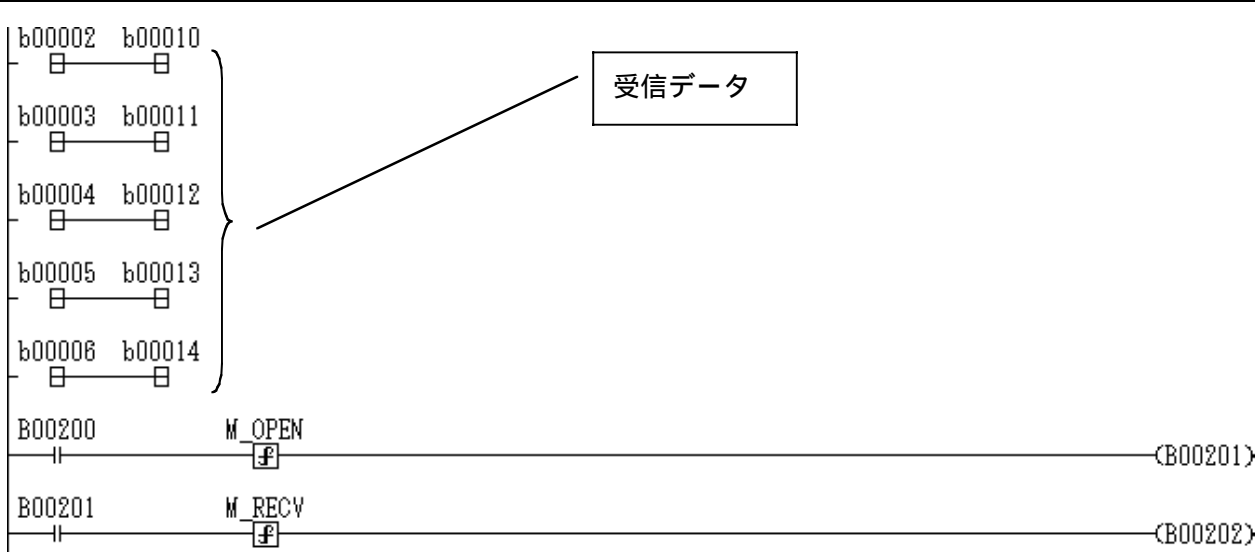 b00002 b00010
受信データ
b00003 b00011
b00004 b00012
b00005 b00013
b00006 b00014
B00200 M_OPEN
f (B00201)
B00201 M_RECV
f (B00202)